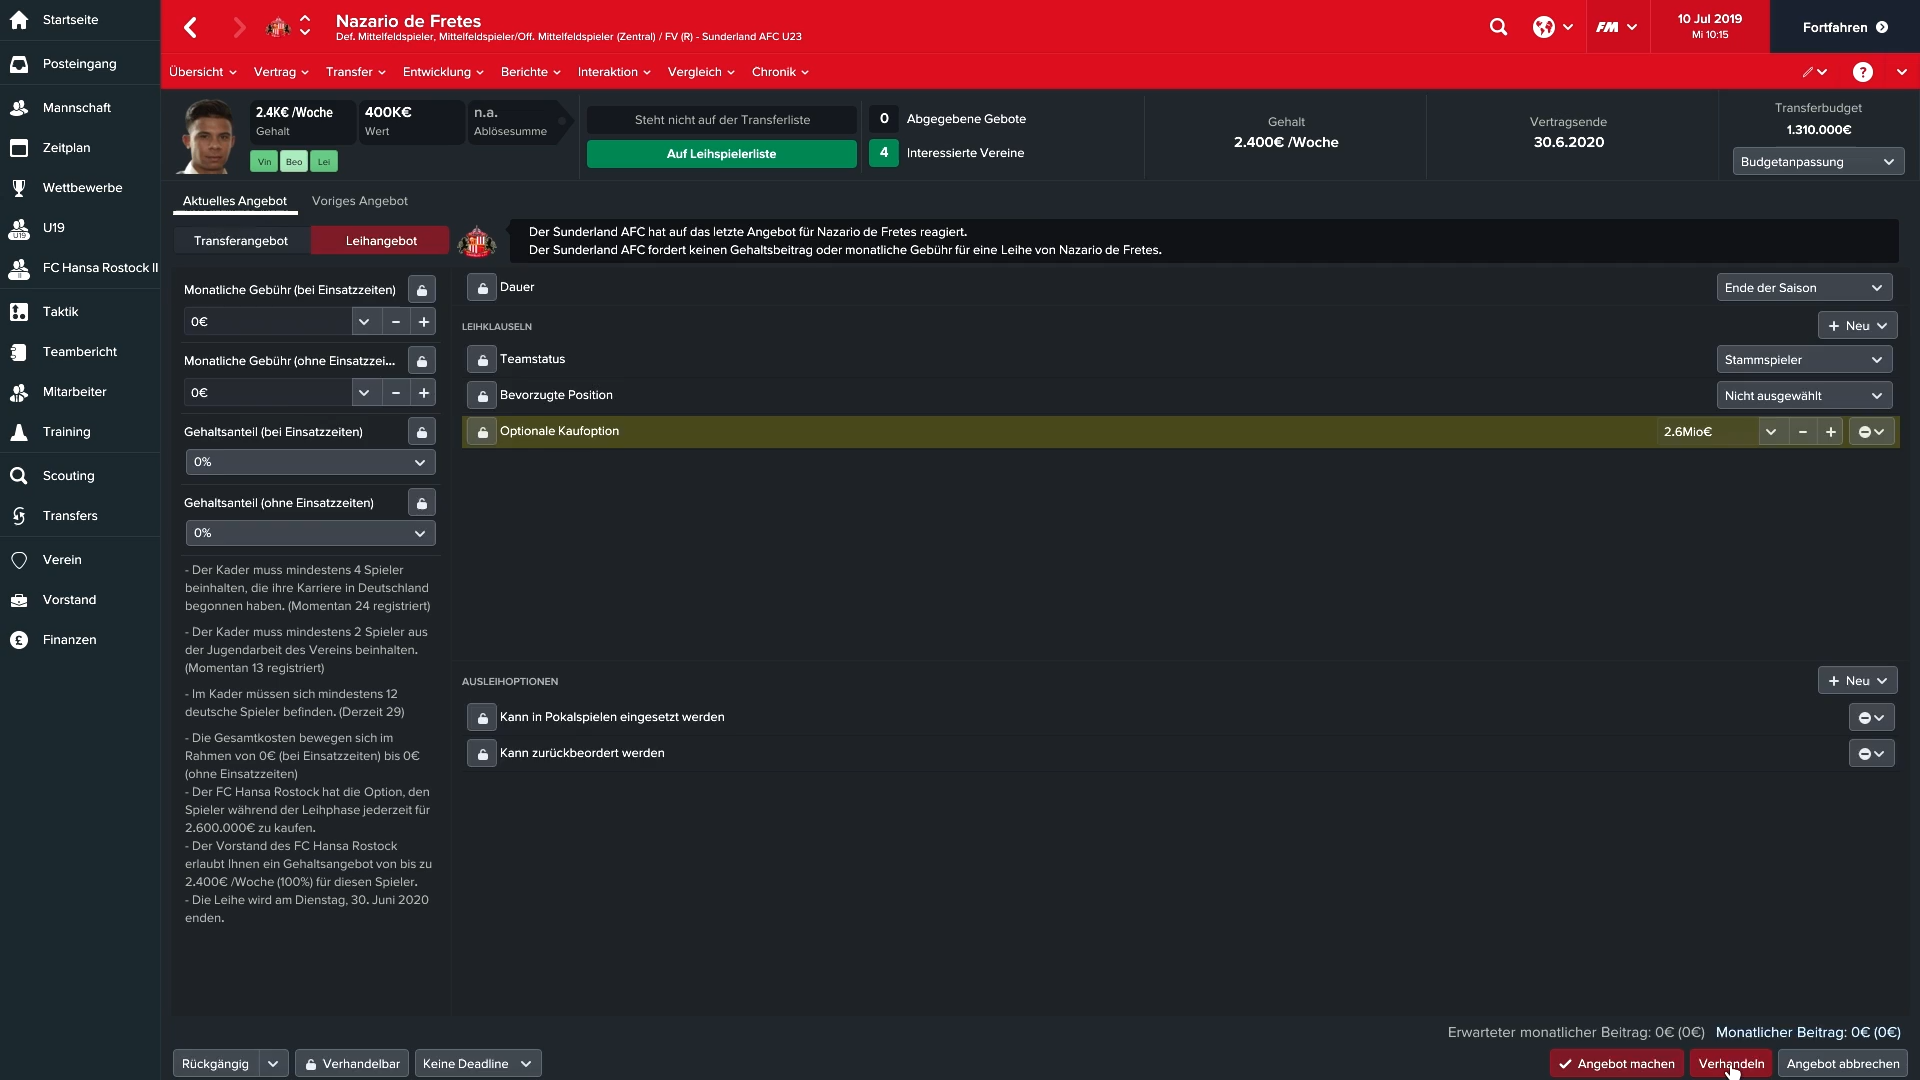 Startseite
Posteingang
Mannschaft
Zeitplan
Wettbewerbe
U19
U19
FC Hansa Rostock II
Taktik
Teambericht
Mitarbeiter
Training
Scouting
Transfers
Verein
Vorstand
Finanzen
Nazario de Fretes
Def. Mittelfeldspieler, Mittelfeldspieler/Off. Mittelfeldspieler (Zentral) / FV (R) - Sunderland AFC U23
FM
10 Jul 2019
Mi 10:15
Fortfahren
Übersicht
Vertrag
Transfer
Entwicklung
Berichte
Interaktion
Vergleich
Chronik
?
2.4K€ /Woche
Gehalt
400K€
Wert
n.a.
Ablösesumme
Vin Beo Lei
Steht nicht auf der Transferliste
Auf Leihspielerliste
0 Abgegebene Gebote
4 Interessierte Vereine
Gehalt
2.400€ /Woche
Vertragsende
30.6.2020
Transferbudget
1.310.000€
Budgetanpassung
Aktuelles Angebot
Voriges Angebot
Transferangebot
Leihangebot
Der Sunderland AFC hat auf das letzte Angebot für Nazario de Fretes reagiert.
Der Sunderland AFC fordert keinen Gehaltsbeitrag oder monatliche Gebühr für eine Leihe von Nazario de Fretes.
Monatliche Gebühr (bei Einsatzzeiten)
0€ - +
Monatliche Gebühr (ohne Einsatzzei...
0€ - +
Gehaltsanteil (bei Einsatzzeiten)
0%
Gehaltsanteil (ohne Einsatzzeiten)
0%
- Der Kader muss mindestens 4 Spieler
beinhalten, die ihre Karriere in Deutschland
begonnen haben. (Momentan 24 registriert)
- Der Kader muss mindestens 2 Spieler aus
der Jugendarbeit des Vereins beinhalten.
(Momentan 13 registriert)
- Im Kader müssen sich mindestens 12
deutsche Spieler befinden. (Derzeit 29)
- Die Gesamtkosten bewegen sich im
Rahmen von 0€ (bei Einsatzzeiten) bis 0€
(ohne Einsatzzeiten)
- Der FC Hansa Rostock hat die Option, den
Spieler während der Leihphase jederzeit für
2.600.000€ zu kaufen.
- Der Vorstand des FC Hansa Rostock
erlaubt Ihnen ein Gehaltsangebot von bis zu
2.400€ /Woche (100%) für diesen Spieler.
- Die Leihe wird am Dienstag, 30. Juni 2020
enden.
Dauer
Ende der Saison
LEIHKLAUSELN
+ Neu
Teamstatus
Stammspieler
Bevorzugte Position
Nicht ausgewählt
Optionale Kaufoption
2.6Mio€ - +
AUSLEIHOPTIONEN
+ Neu
Kann in Pokalspielen eingesetzt werden
Kann zurückbeordert werden
Erwarteter monatlicher Beitrag: 0€ (0€)
Monatlicher Beitrag: 0€ (0€)
Rückgängig
Verhandelbar
Keine Deadline
Angebot machen
Verhandeln
Angebot abbrechen